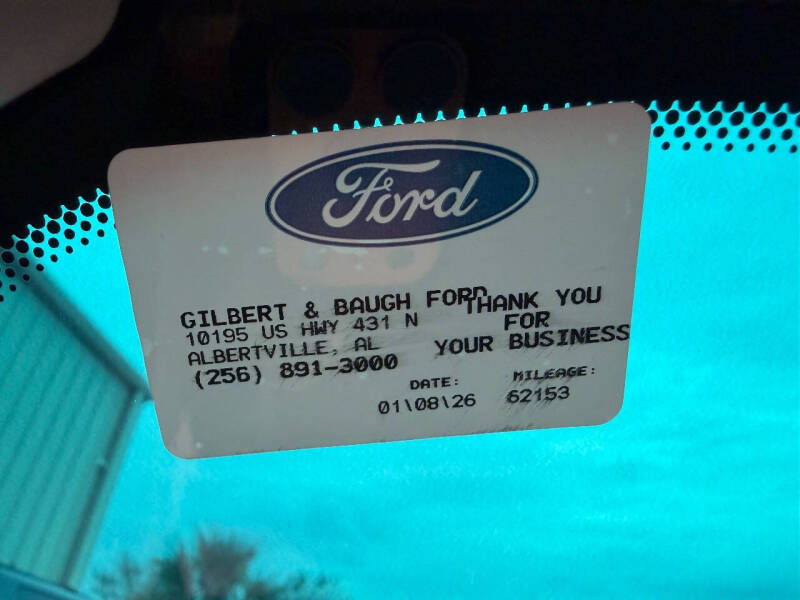 Ford
GILBERT & BAUGH FORD
10195 US HWY 431 N
ALBERTVILLE, AL
(256) 891-3000
THANK YOU
FOR
YOUR BUSINESS
DATE:
01\08\26
MILEAGE:
62153